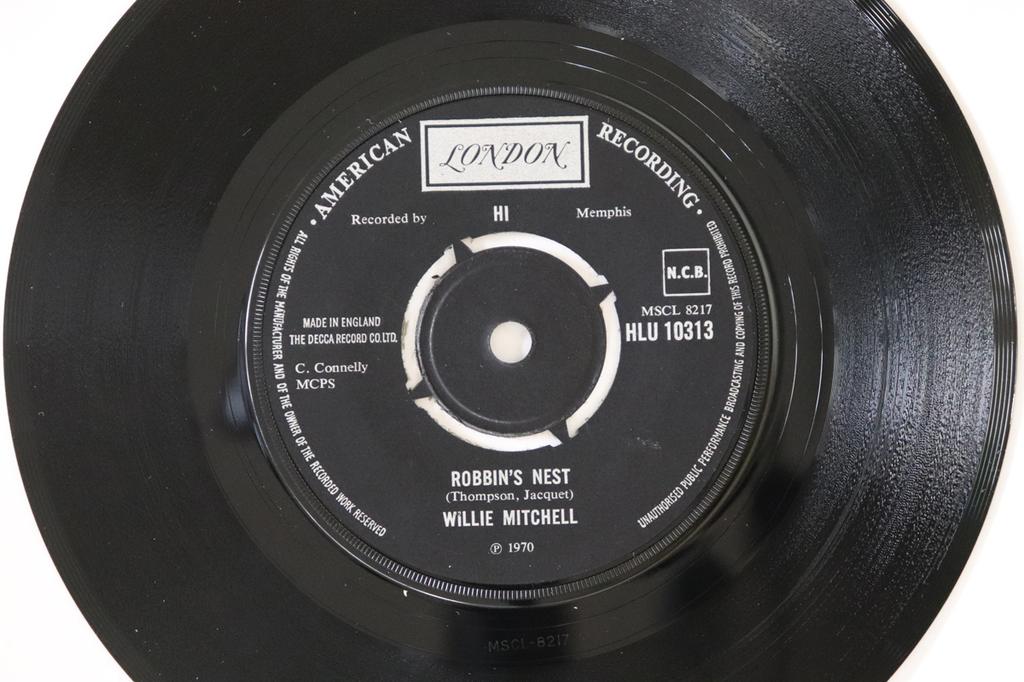 AMERICAN
LONDON
RECORDING
Recorded by HI Memphis
N.C.B.
MSCL 8217
HLU 10313
MADE IN ENGLAND
THE DECCA RECORD CO. LTD.
C. Connelly
MCPS
ROBBIN'S NEST
(Thompson, Jacquet)
WILLIE MITCHELL
℗ 1970
ALL RIGHTS OF THE MANUFACTURER AND OF THE OWNER OF THE RECORDED WORK RESERVED
UNAUTHORISED PUBLIC PERFORMANCE BROADCASTING AND COPYING OF THIS RECORD PROHIBITED
MSCL-8217